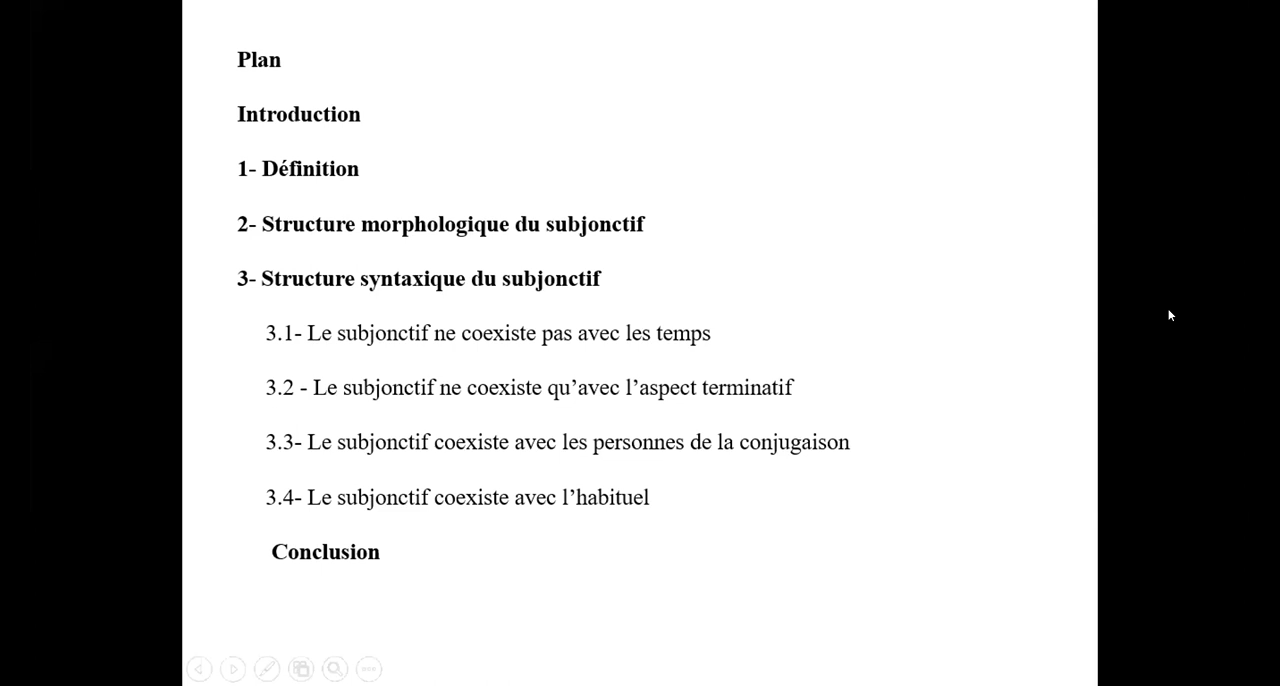 Plan
Introduction
1- Définition
2- Structure morphologique du subjonctif
3- Structure syntaxique du subjonctif
3.1- Le subjonctif ne coexiste pas avec les temps
3.2 - Le subjonctif ne coexiste qu’avec l’aspect terminatif
3.3- Le subjonctif coexiste avec les personnes de la conjugaison
3.4- Le subjonctif coexiste avec l’habituel
Conclusion